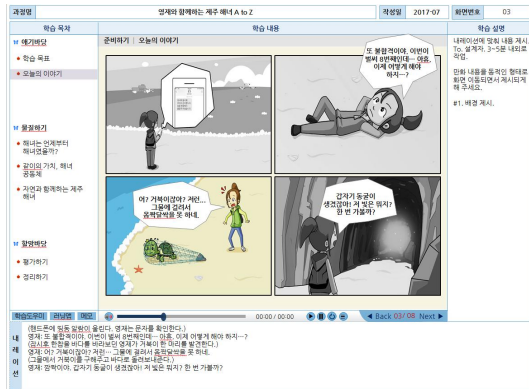 과정명
영재와 함께하는 제주 해녀 A to Z
작성일
2017-07
화면번호
03
학습 목차
학습 내용
학습 설명
얘기마당
학습 목표
오늘의 이야기
물질하기
해녀는 언제부터
해녀였을까?
같이의 가치, 해녀
공동체
자연과 함께하는 제주
해녀
할망바당
평가하기
정리하기
준비하기 | 오늘의 이야기
또 불합격이야. 이번이
벌써 8번째인데… 아휴.
이제 어떻게 해야
하지…?
어? 거북이잖아? 저런…
그물에 걸려서
옴짝달싹을 못 하네.
갑자기 동굴이
생겼잖아! 저 빛은 뭐지?
한 번 가볼까?
내레이션에 맞춰 내용 제시.
To. 설계자, 3~5분 내외로
작업.
만화 내용을 동적인 형태로
화면 이동되면서 제시되게
해 주세요.
#1. 배경 제시.
학습도우미
러닝맵
메모
00:00 / 00:00
Back 03/ 08 Next
내레이션
(핸드폰에 띵동 알람이 울린다. 영재는 문자를 확인한다.)
영재: 또 불합격이야. 이번이 벌써 8번째인데… 아휴. 이제 어떻게 해야 하지…?
(잠시후 한참을 바다를 바라보던 영재가 거북이 한 마리를 발견한다.)
영재: 어? 거북이잖아? 저런… 그물에 걸려서 옴짝달싹을 못 하네.
(그물에서 거북이를 구해주고 바다로 돌려보내준다.)
영재: 깜짝이야. 갑자기 동굴이 생겼잖아! 저 빛은 뭐지? 한 번 가볼까?